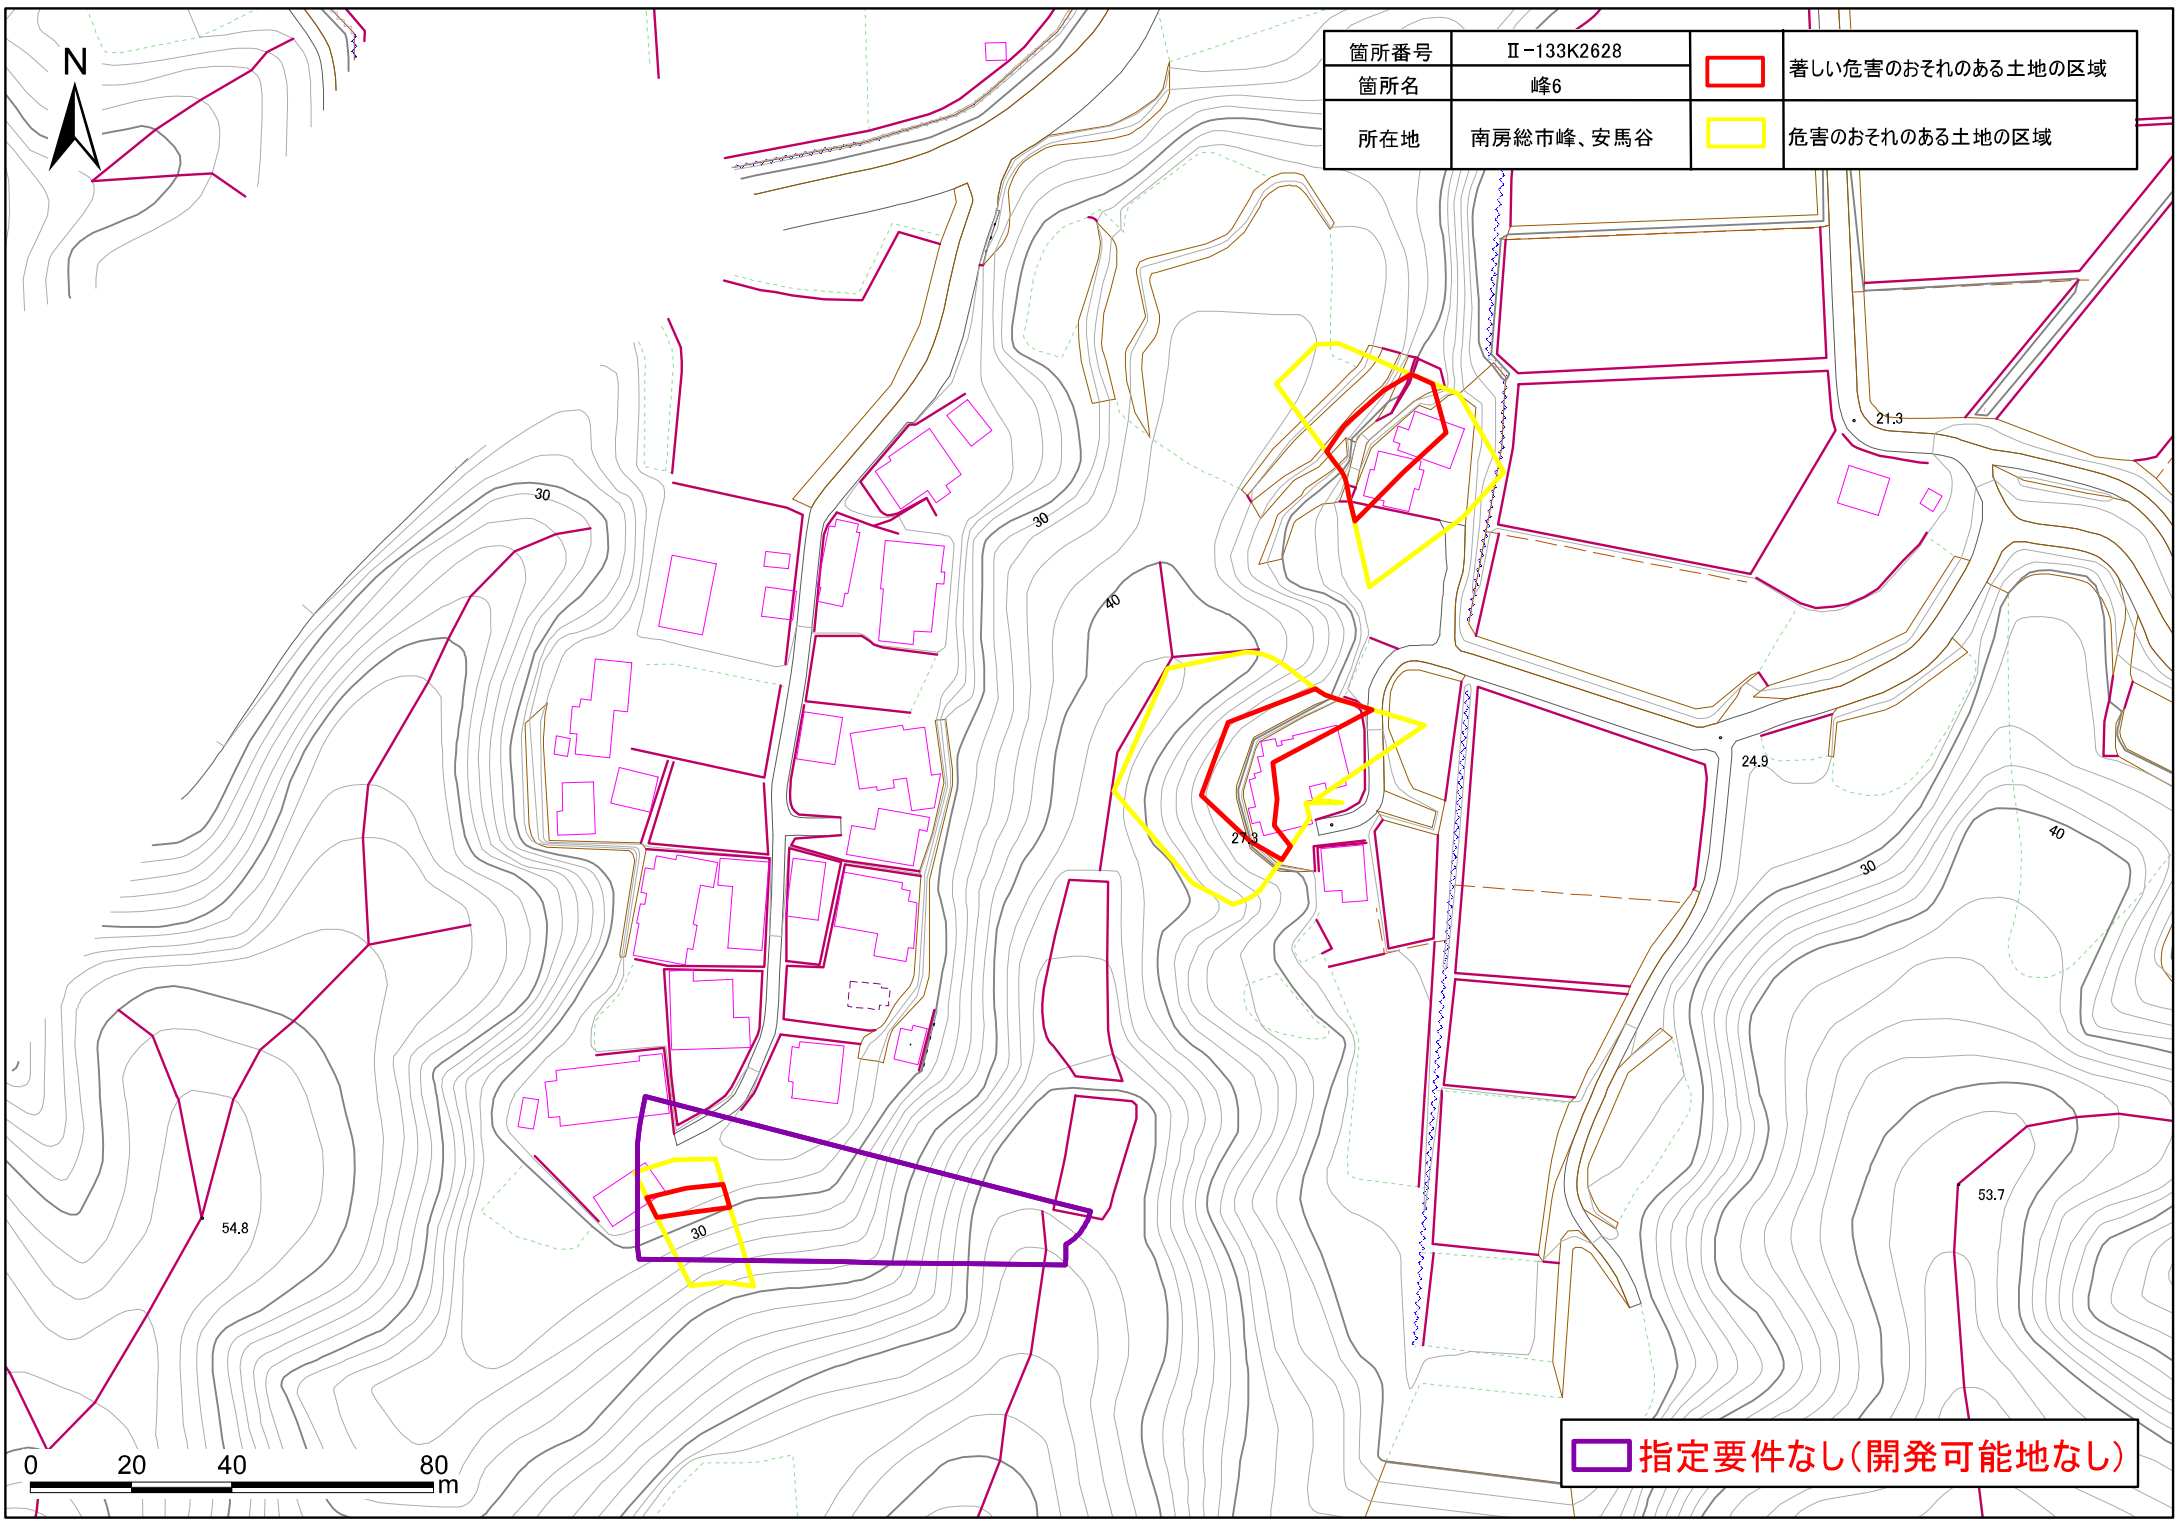 N
箇所番号 Ⅱ-133K2628 著しい危害のおそれのある土地の区域
箇所名 峰6
所在地 南房総市峰、安馬谷 危害のおそれのある土地の区域
21.3
30
30
40
24.9
27.3
40
30
53.7
54.8
30
指定要件なし(開発可能地なし)
0 20 40 80
m